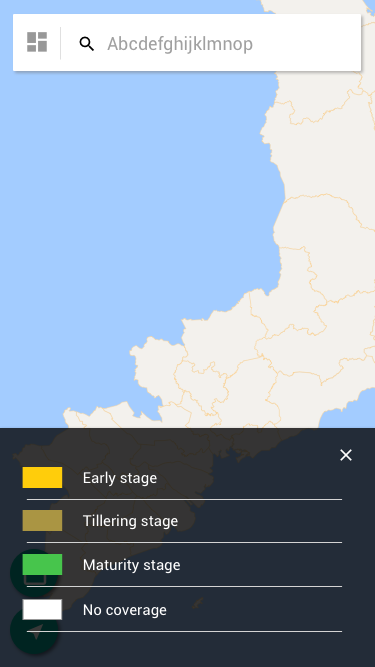 Abcdefghijklmnop
Early stage
Tillering stage
Maturity stage
No coverage